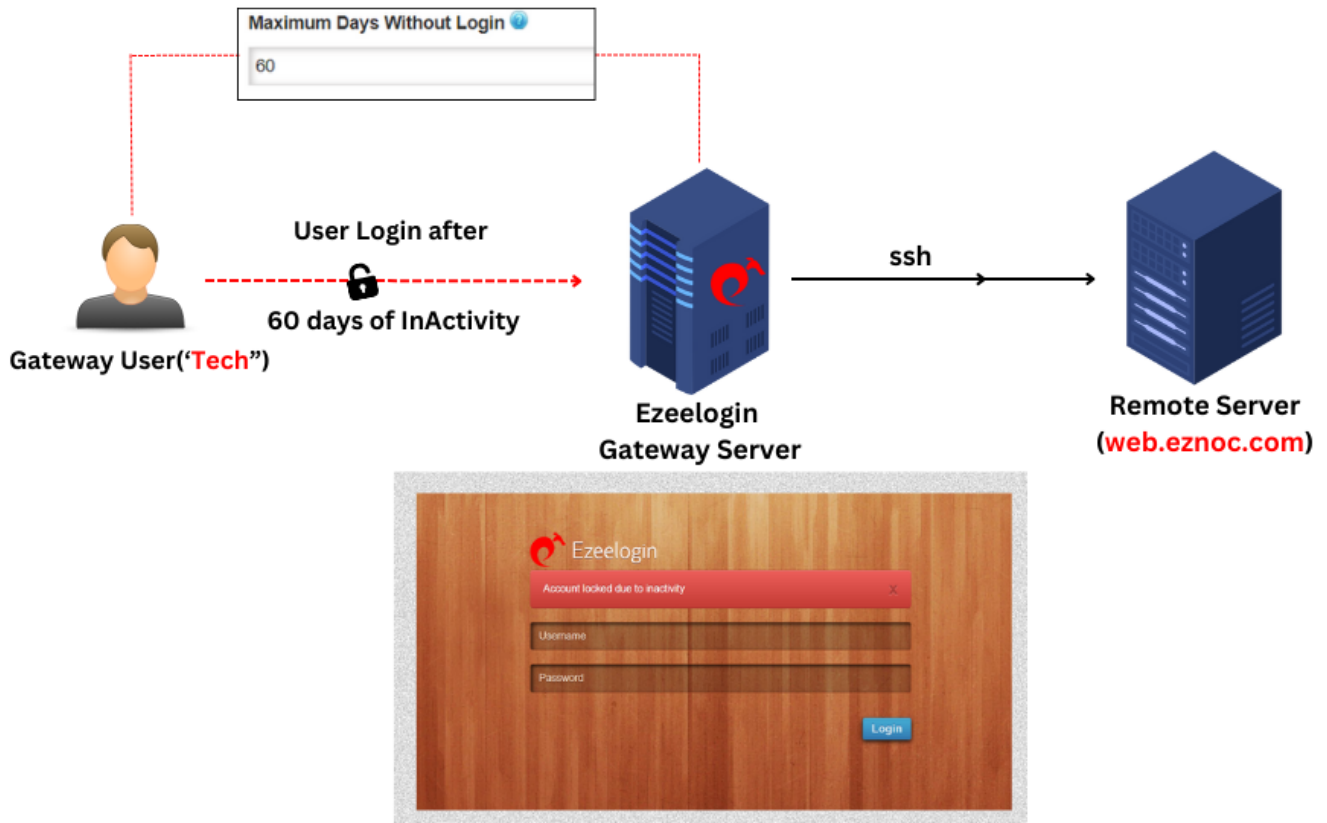 Maximum Days Without Login
60
User Login after
60 days of InActivity
Gateway User(‘Tech”)
ssh
Ezeelogin
Gateway Server
Remote Server
(web.eznoc.com)
Ezeelogin
Account locked due to inactivity
X
Username
Password
Login